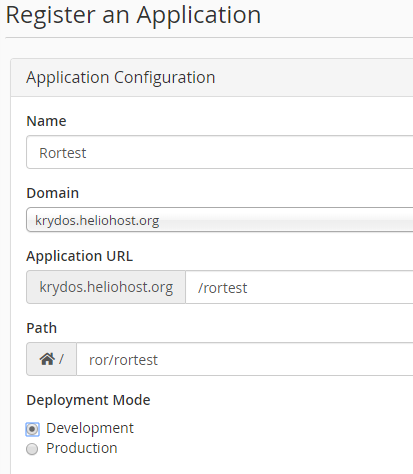 Register an Application
Application Configuration
Name
Rortest
Domain
krydos.heliohost.org
Application URL
krydos.heliohost.org /rortest
Path
/ ror/rortest
Deployment Mode
Development
Production